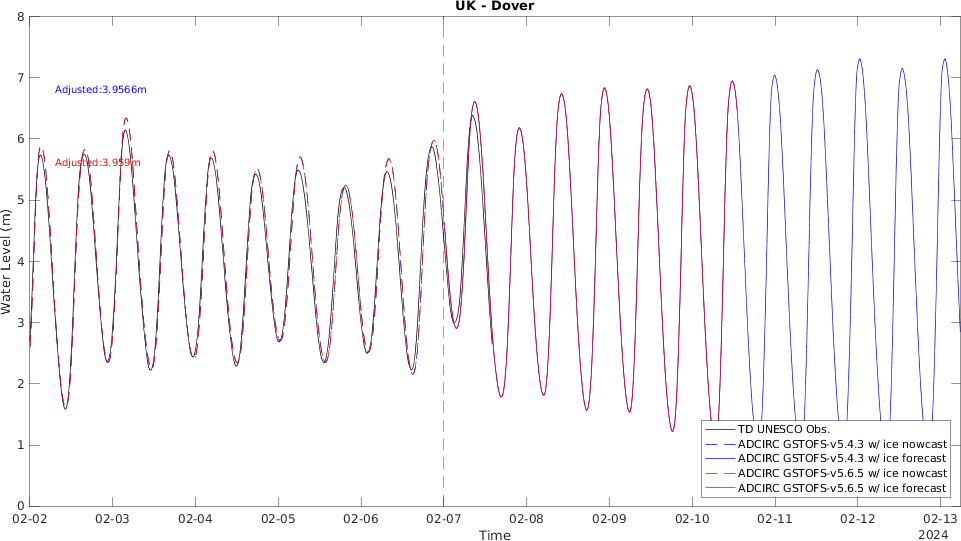 UK - Dover
8
7
6
5
4
3
2
1
0
Water Level (m)
Adjusted:3.9566m
Adjusted:3.959m
TD UNESCO Obs.
ADCIRC GSTOFS-v5.4.3 w/ ice nowcast
ADCIRC GSTOFS-v5.4.3 w/ ice forecast
ADCIRC GSTOFS-v5.6.5 w/ ice nowcast
ADCIRC GSTOFS-v5.6.5 w/ ice forecast
02-02 02-03 02-04 02-05 02-06 02-07 02-08 02-09 02-10 02-11 02-12 02-13
Time
2024